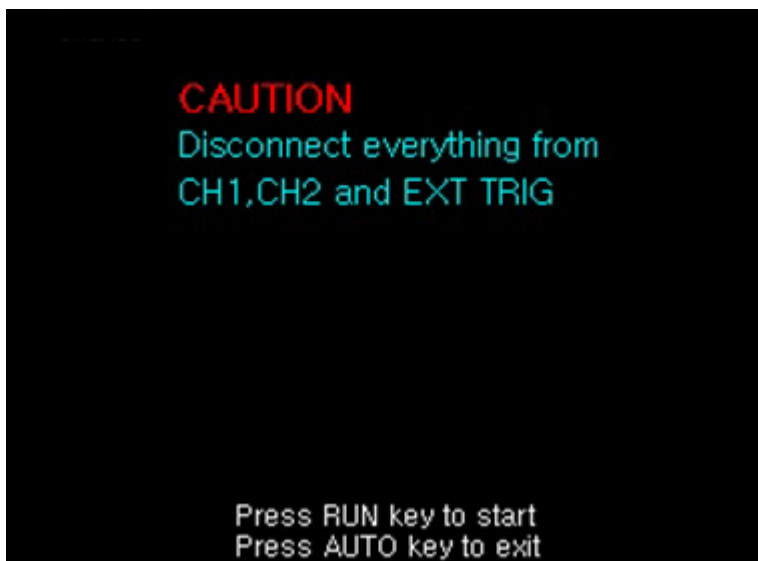 CAUTION
Disconnect everything from
CH1,CH2 and EXT TRIG
Press RUN key to start
Press AUTO key to exit